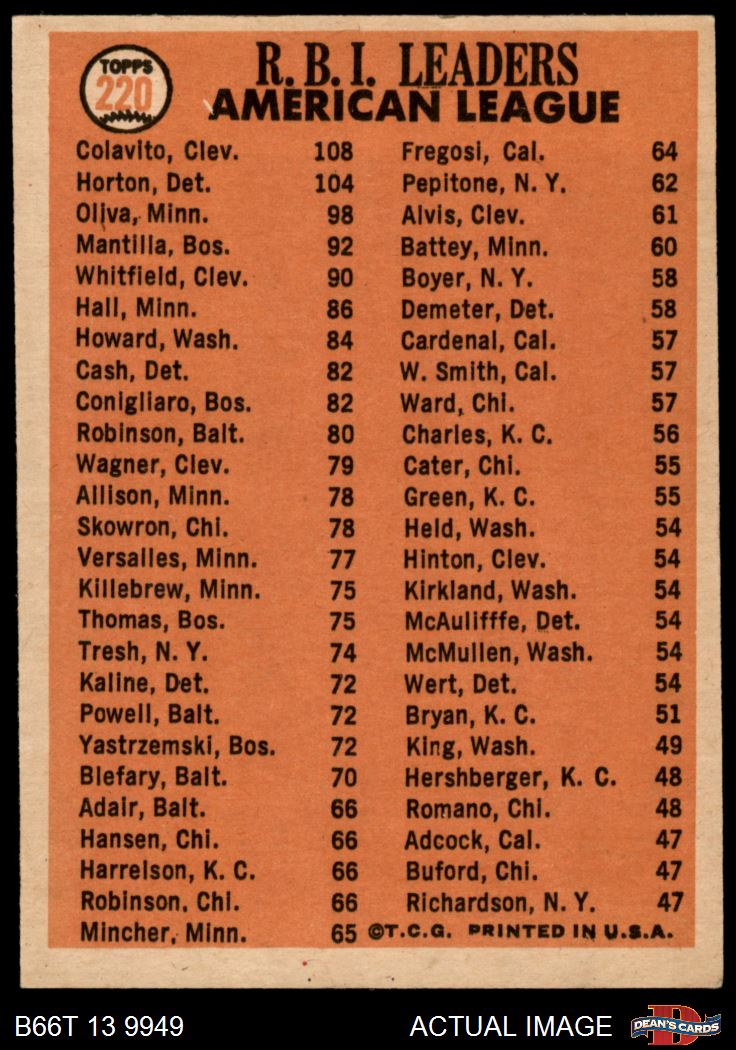 TOPPS
220
R. B. I. LEADERS
AMERICAN LEAGUE
Colavito, Clev. 108
Horton, Det. 104
Oliva, Minn. 98
Mantilla, Bos. 92
Whitfield, Clev. 90
Hall, Minn. 86
Howard, Wash. 84
Cash, Det. 82
Conigliaro, Bos. 82
Robinson, Balt. 80
Wagner, Clev. 79
Allison, Minn. 78
Skowron, Chi. 78
Versalles, Minn. 77
Killebrew, Minn. 75
Thomas, Bos. 75
Tresh, N. Y. 74
Kaline, Det. 72
Powell, Balt. 72
Yastrzemski, Bos. 72
Blefary, Balt. 70
Adair, Balt. 66
Hansen, Chi. 66
Harrelson, K. C. 66
Robinson, Chi. 66
Mincher, Minn. 65
Fregosi, Cal. 64
Pepitone, N. Y. 62
Alvis, Clev. 61
Battey, Minn. 60
Boyer, N. Y. 58
Demeter, Det. 58
Cardenal, Cal. 57
W. Smith, Cal. 57
Ward, Chi. 57
Charles, K. C. 56
Cater, Chi. 55
Green, K. C. 55
Held, Wash. 54
Hinton, Clev. 54
Kirkland, Wash. 54
McAulifffe, Det. 54
McMullen, Wash. 54
Wert, Det. 54
Bryan, K. C. 51
King, Wash. 49
Hershberger, K. C. 48
Romano, Chi. 48
Adcock, Cal. 47
Buford, Chi. 47
Richardson, N. Y. 47
©T.C.G. PRINTED IN U.S.A.
B66T 13 9949
ACTUAL IMAGE
DEAN'S CARDS